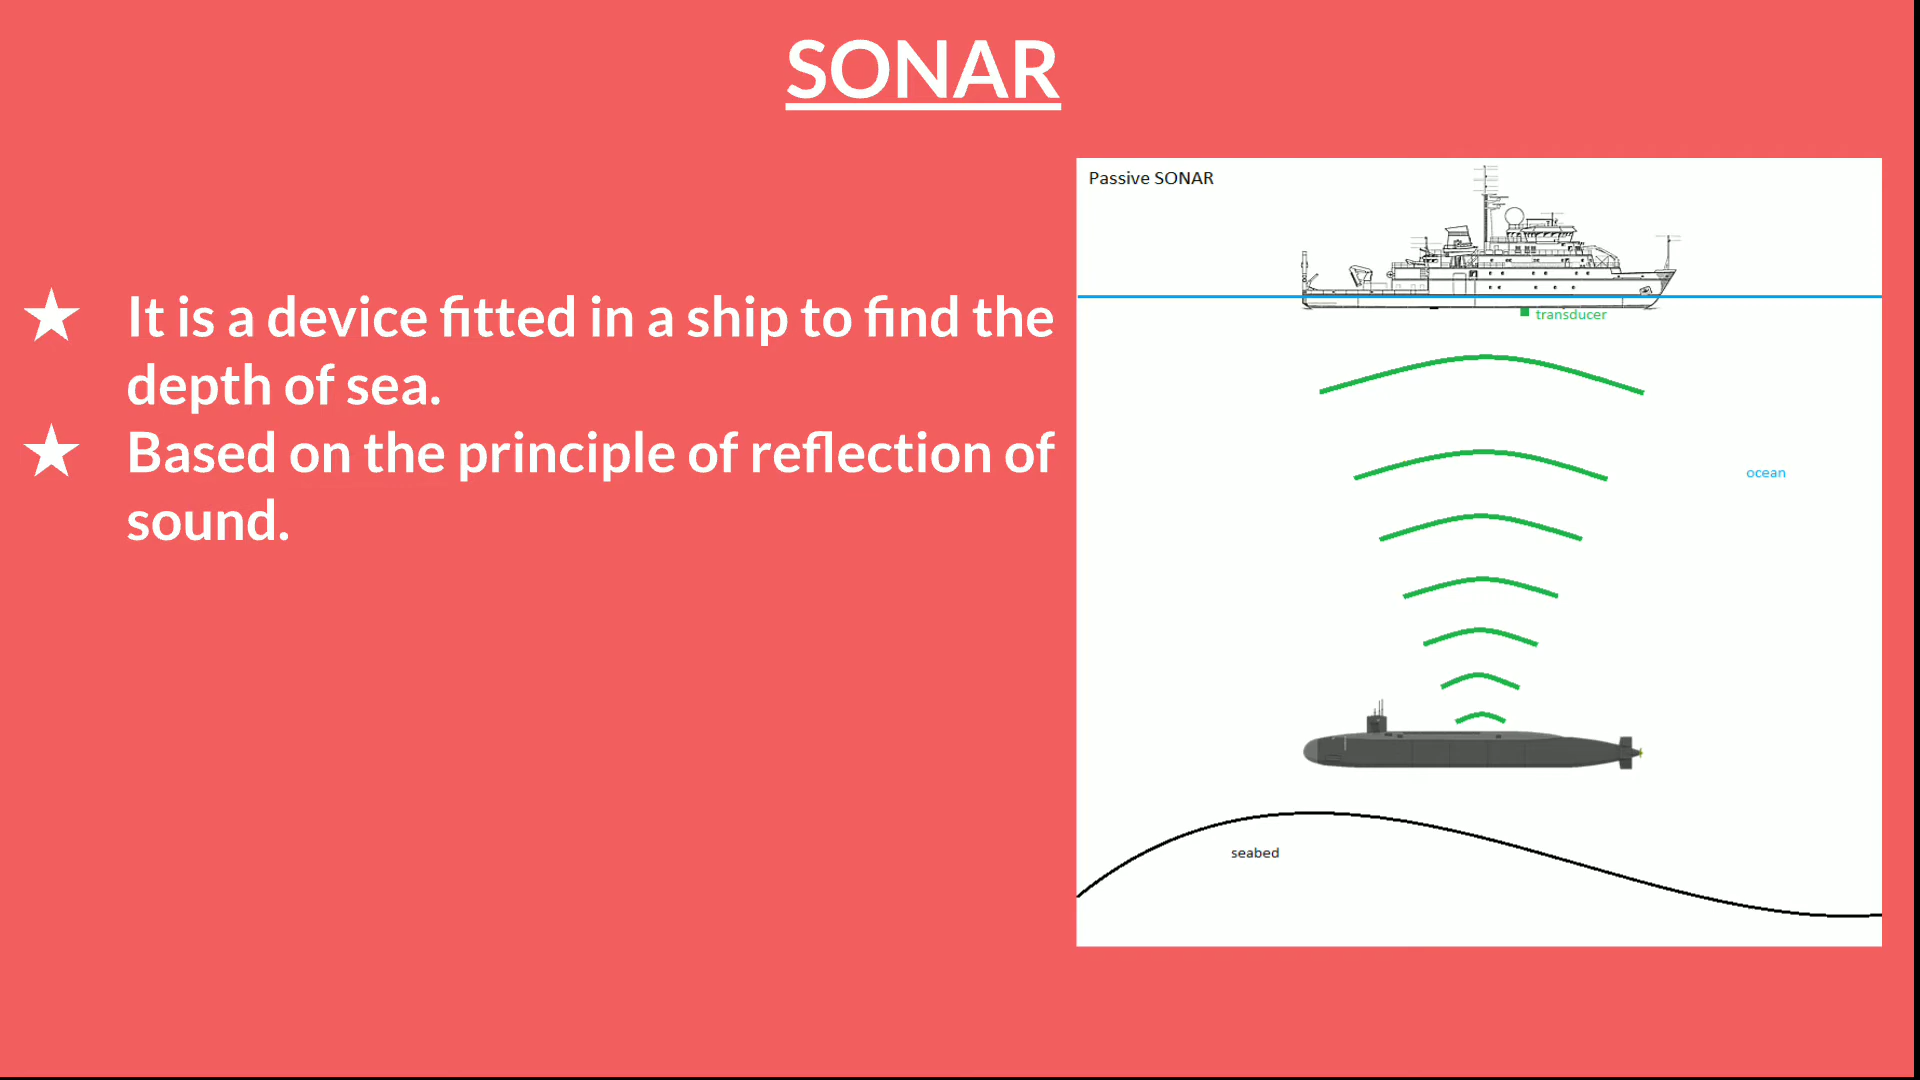 SONAR
★ It is a device fitted in a ship to find the
depth of sea.
★ Based on the principle of reflection of
sound.
Passive SONAR
transducer
ocean
seabed